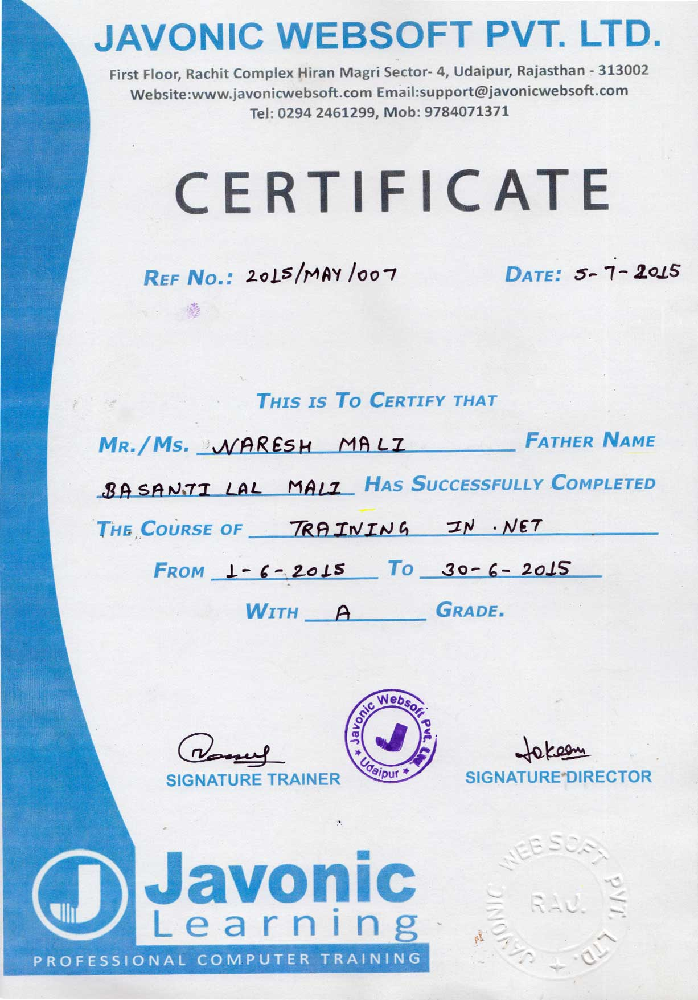 JAVONIC WEBSOFT PVT. LTD.
First Floor, Rachit Complex Hiran Magri Sector- 4, Udaipur, Rajasthan - 313002
Website:www.javonicwebsoft.com Email:support@javonicwebsoft.com
Tel: 0294 2461299, Mob: 9784071371
CERTIFICATE
REF NO.: 2015/MAY/007 DATE: 5-7-2015
THIS IS TO CERTIFY THAT
MR./MS. NARESH MALI FATHER NAME
BASANTI LAL MALI HAS SUCCESSFULLY COMPLETED
THE COURSE OF TRAINING IN .NET
FROM 1-6-2015 TO 30-6-2015
WITH A GRADE.
Javonic Websoft Pvt. Ltd.
J
★ Udaipur ★
SIGNATURE TRAINER SIGNATURE DIRECTOR
J Javonic
Learning
PROFESSIONAL COMPUTER TRAINING
JAVONIC WEBSOFT PVT. LTD.
RAJ.